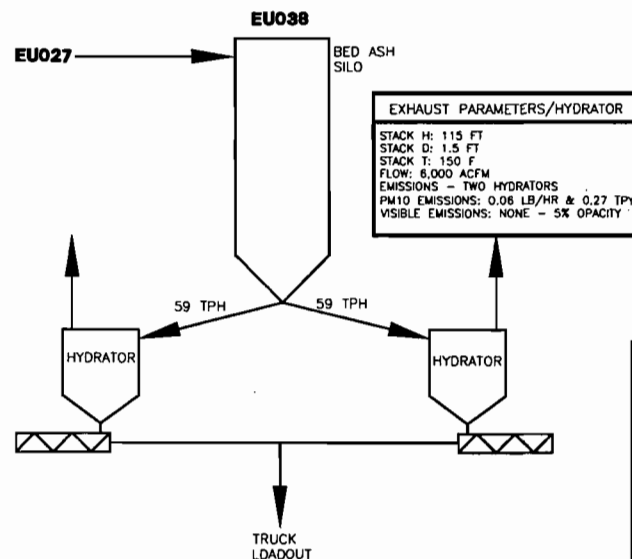 EU038
EU027
BED ASH
SILO
EXHAUST PARAMETERS/HYDRATOR
STACK H: 115 FT
STACK D: 1.5 FT
STACK T: 150 F
FLOW: 6,000 ACFM
EMISSIONS - TWO HYDRATORS
PM10 EMISSIONS: 0.06 LB/HR & 0.27 TPY
VISIBLE EMISSIONS: NONE - 5% OPACITY
59 TPH
59 TPH
HYDRATOR
HYDRATOR
TRUCK
LOADOUT